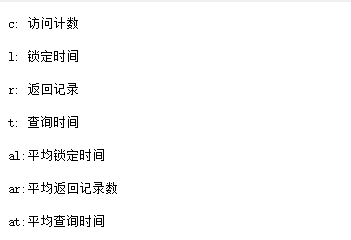 c: 访问计数
l: 锁定时间
r: 返回记录
t: 查询时间
al:平均锁定时间
ar:平均返回记录数
at:平均查询时间